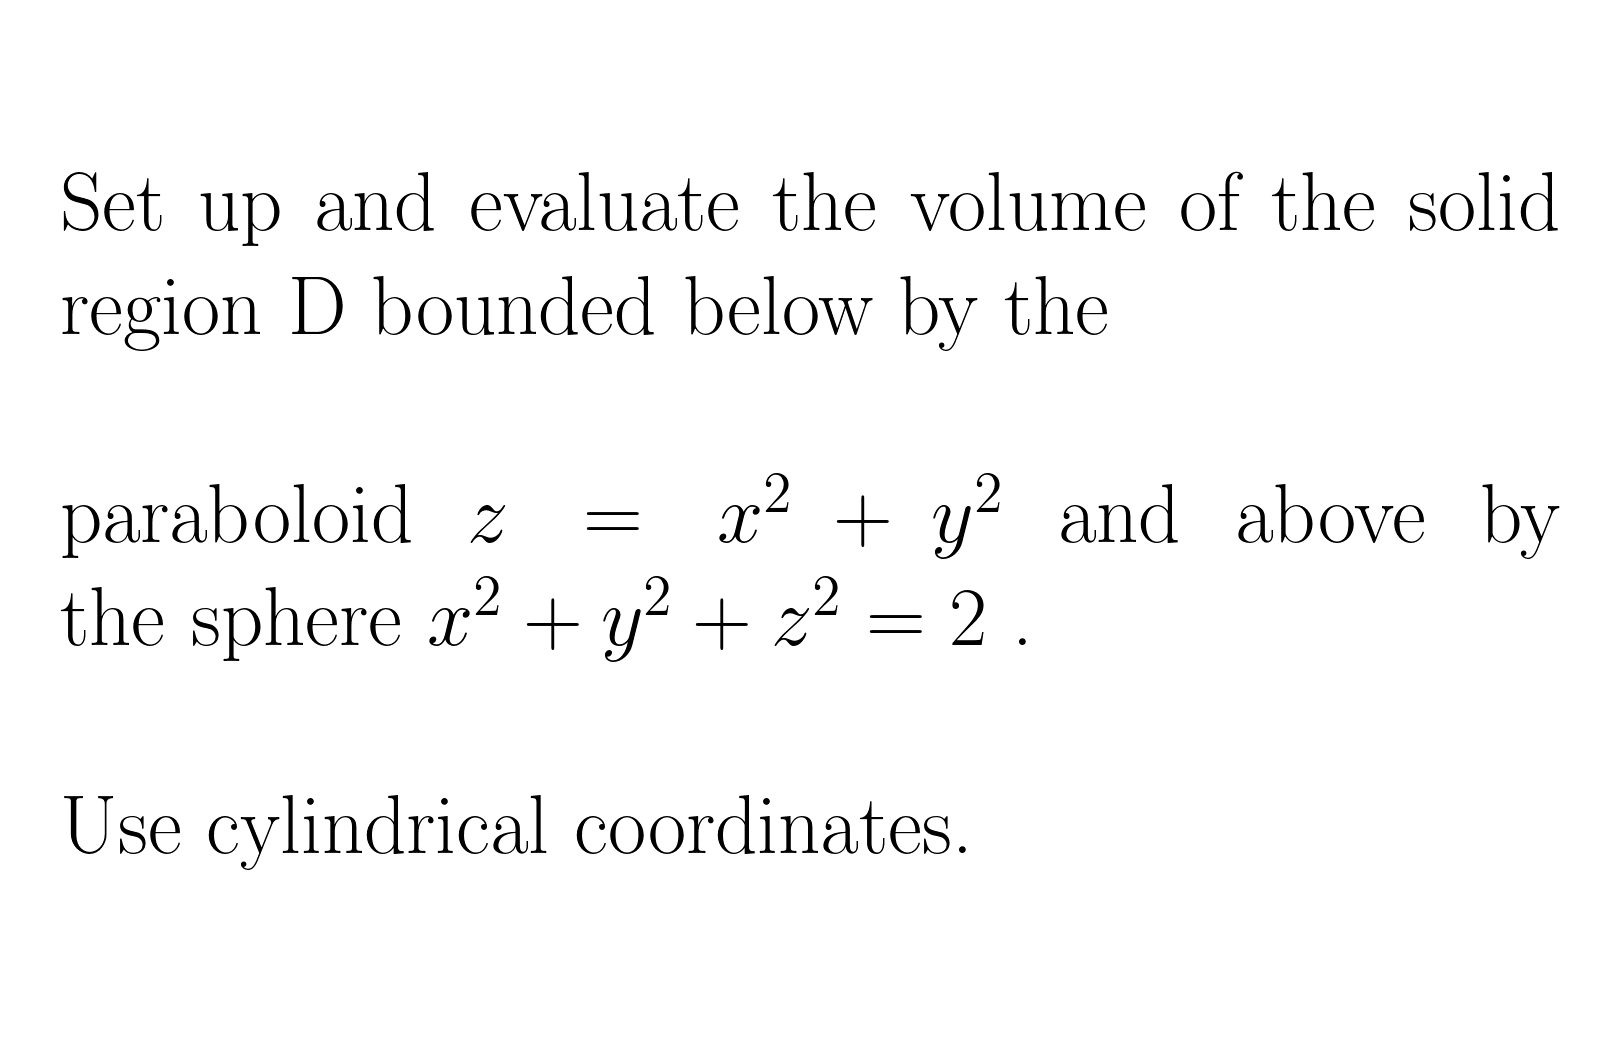 Set up and evaluate the volume of the solid
region D bounded below by the
paraboloid z = x² + y² and above by
the sphere x² + y² + z² = 2 .
Use cylindrical coordinates.